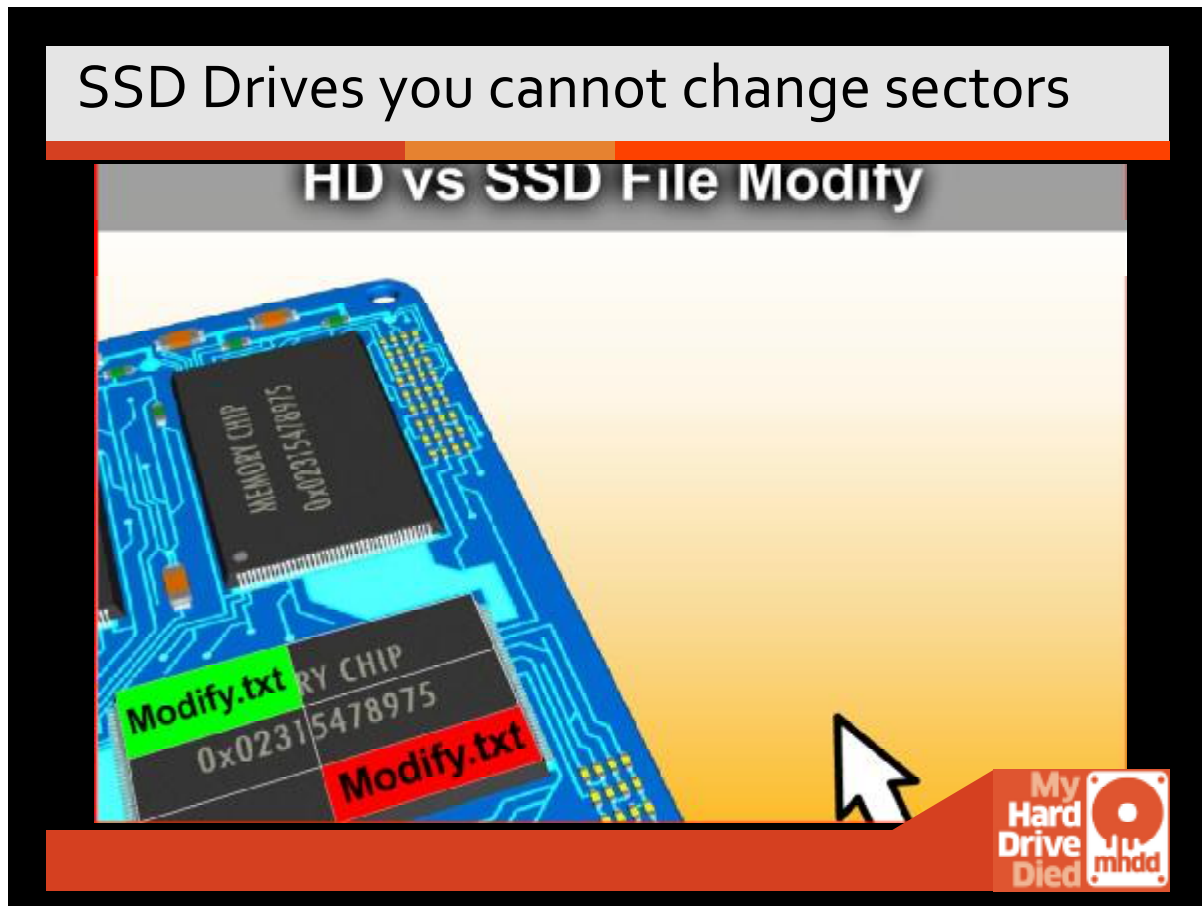 SSD Drives you cannot change sectors
HD vs SSD File Modify
MEMORY CHIP
0x02315478975
Modify.txt
RY CHIP
0x02315478975
Modify.txt
My
Hard
Drive
Died
mhdd